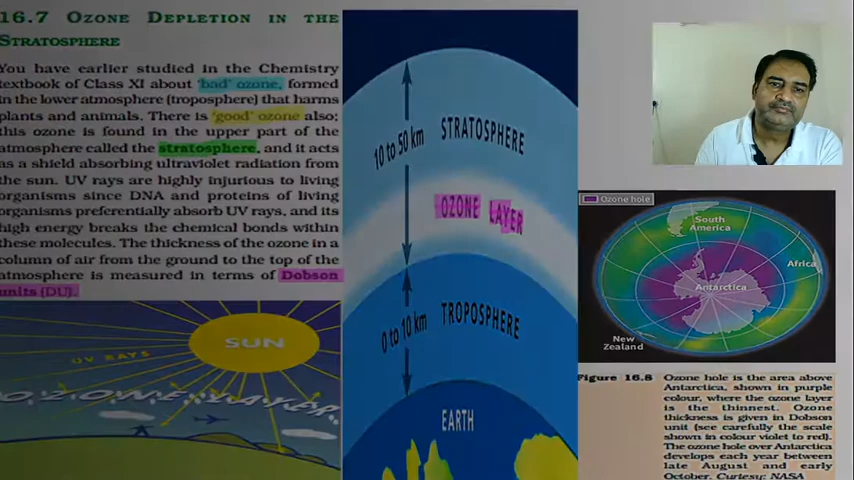 16.7 OZONE DEPLETION IN THE
STRATOSPHERE
You have earlier studied in the Chemistry
textbook of Class XI about 'bad' ozone, formed
in the lower atmosphere (troposphere) that harms
plants and animals. There is 'good' ozone also;
this ozone is found in the upper part of the
atmosphere called the stratosphere, and it acts
as a shield absorbing ultraviolet radiation from
the sun. UV rays are highly injurious to living
organisms since DNA and proteins of living
organisms preferentially absorb UV rays, and its
high energy breaks the chemical bonds within
these molecules. The thickness of the ozone in a
column of air from the ground to the top of the
atmosphere is measured in terms of Dobson
units (DU).
SUN
UV RAYS
OZONE LAYER
10 to 50 km
STRATOSPHERE
OZONE LAYER
0 to 10 km
TROPOSPHERE
EARTH
Ozone hole
South
America
Africa
Antarctica
New
Zealand
Figure 16.8 Ozone hole is the area above
Antarctica, shown in purple
colour, where the ozone layer
is the thinnest. Ozone
thickness is given in Dobson
unit (see carefully the scale
shown in colour violet to red).
The ozone hole over Antarctica
develops each year between
late August and early
October. Curtesy: NASA